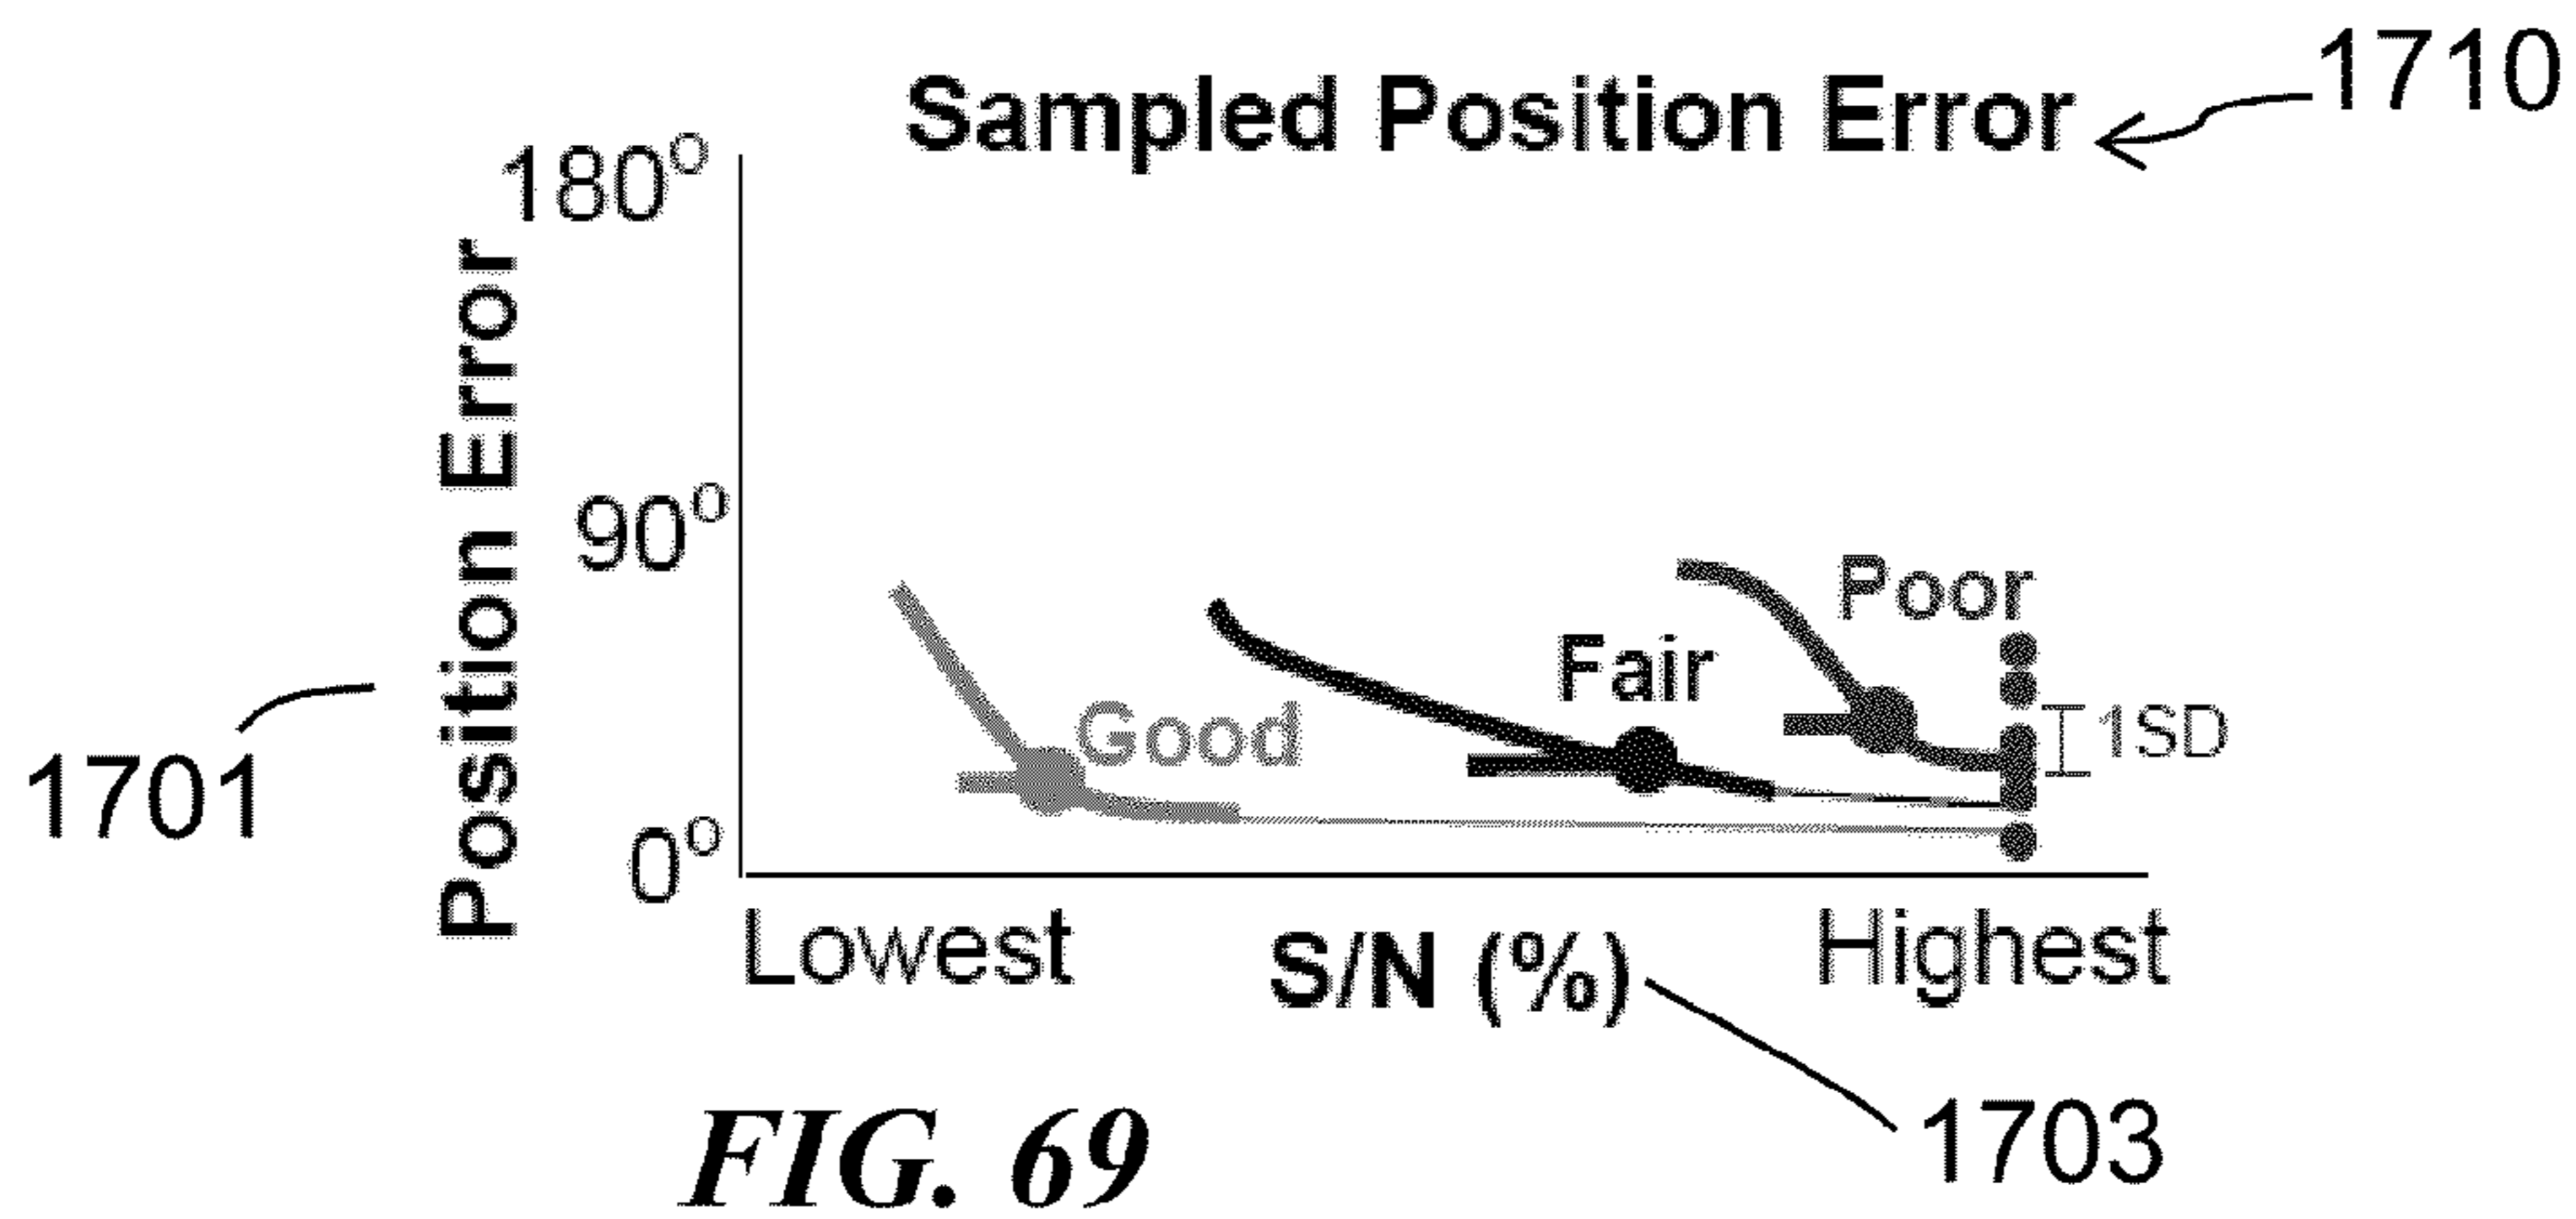 1710
Sampled Position Error
180°
Position Error
90°
Poor
Fair
Good
1SD
1701
0°
Lowest
S/N (%)
Highest
1703
FIG. 69